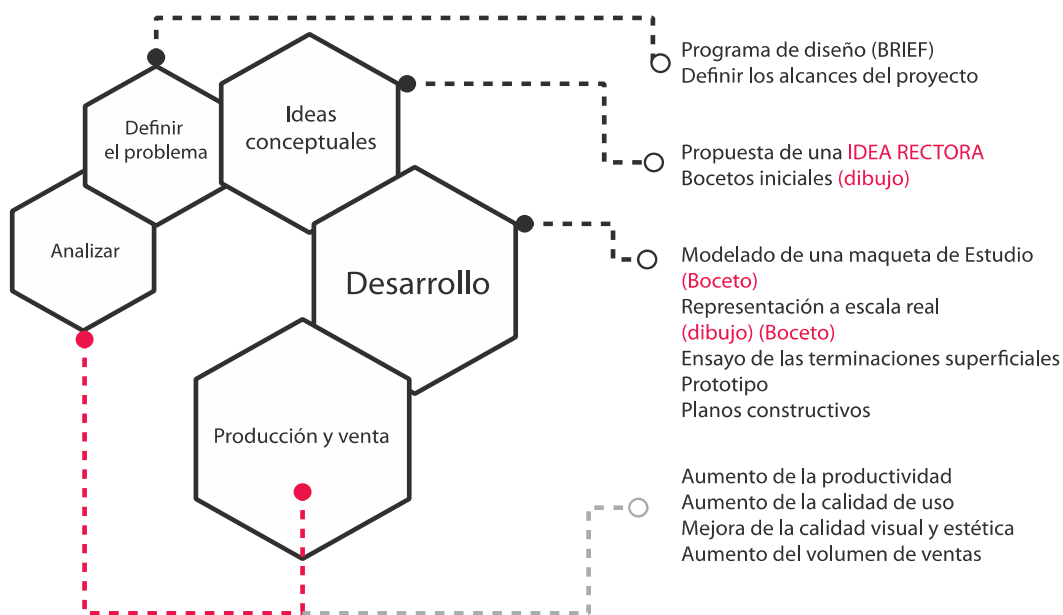 Definir
el problema
Ideas
conceptuales
Analizar
Desarrollo
Producción y venta
Programa de diseño (BRIEF)
Definir los alcances del proyecto
Propuesta de una IDEA RECTORA
Bocetos iniciales (dibujo)
Modelado de una maqueta de Estudio
(Boceto)
Representación a escala real
(dibujo) (Boceto)
Ensayo de las terminaciones superficiales
Prototipo
Planos constructivos
Aumento de la productividad
Aumento de la calidad de uso
Mejora de la calidad visual y estética
Aumento del volumen de ventas